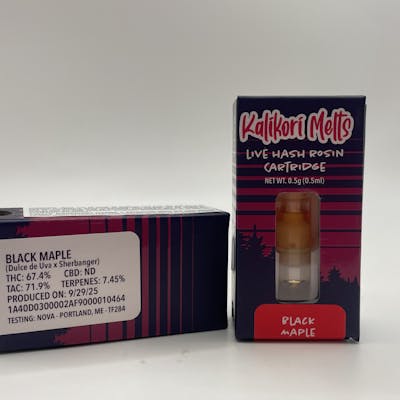 Kalikori Melts
LIVE HASH ROSIN
CARTRIDGE
NET WT. 0.5g (0.5ml)
BLACK
MAPLE
BLACK MAPLE
(Dulce de Uva x Sherbanger)
THC: 67.4% CBD: ND
TAC: 71.9% TERPENES: 7.45%
PRODUCED ON: 9/29/25
1A40D0300002AF9000010464
TESTING: NOVA - PORTLAND, ME - TF284